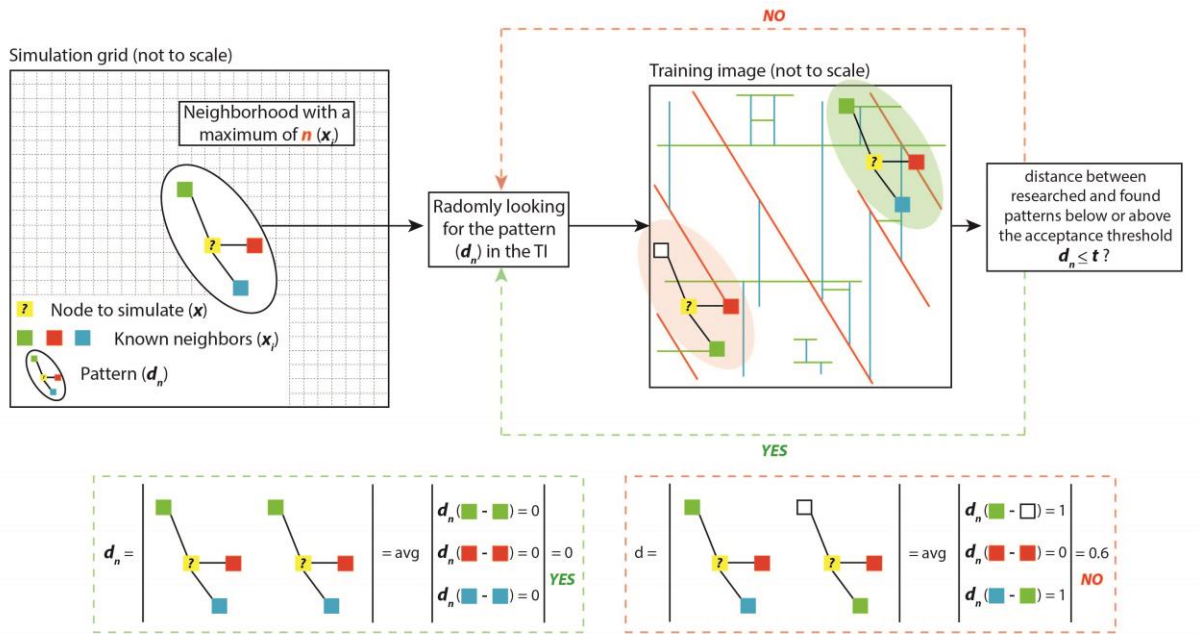 NO
Simulation grid (not to scale)
Neighborhood with a
maximum of n (xi)
? Node to simulate (x)
Known neighbors (xi)
Pattern (dn)
?
Radomly looking
for the pattern
(dn) in the TI
Training image (not to scale)
?
?
distance between
researched and found
patterns below or above
the acceptance threshold
dn ≤ t ?
YES
dn = | ? ? | = avg | dn( - ) = 0
dn( - ) = 0 | = 0
dn( - ) = 0
YES
d = | ? ? | = avg | dn( - ) = 1
dn( - ) = 0 | = 0.6
dn( - ) = 1
NO